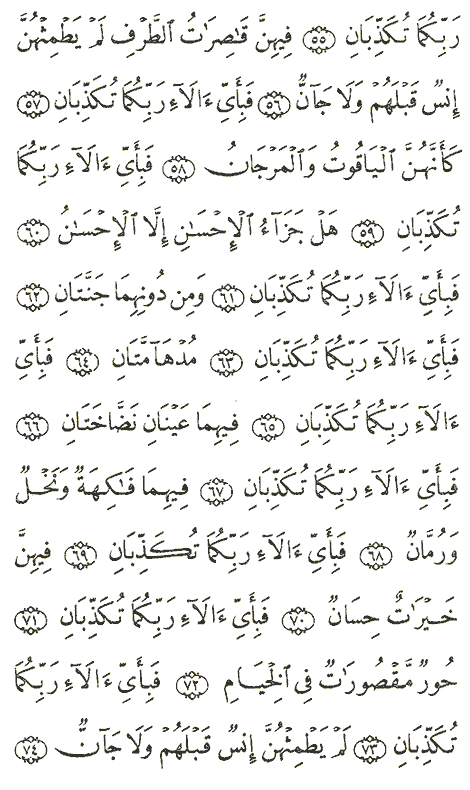 رَبِّكُمَا تُكَذِّبَانِ ٥٥ فِيهِنَّ قَٰصِرَٰتُ ٱلطَّرْفِ لَمْ يَطْمِثْهُنَّ
إِنسٌ قَبْلَهُمْ وَلَا جَآنٌّ ٥٦ فَبِأَىِّ ءَالَآءِ رَبِّكُمَا تُكَذِّبَانِ ٥٧
كَأَنَّهُنَّ ٱلْيَاقُوتُ وَٱلْمَرْجَانُ ٥٨ فَبِأَىِّ ءَالَآءِ رَبِّكُمَا
تُكَذِّبَانِ ٥٩ هَلْ جَزَآءُ ٱلْإِحْسَٰنِ إِلَّا ٱلْإِحْسَٰنُ ٦٠
فَبِأَىِّ ءَالَآءِ رَبِّكُمَا تُكَذِّبَانِ ٦١ وَمِن دُونِهِمَا جَنَّتَانِ ٦٢
فَبِأَىِّ ءَالَآءِ رَبِّكُمَا تُكَذِّبَانِ ٦٣ مُدْهَآمَّتَانِ ٦٤ فَبِأَىِّ
ءَالَآءِ رَبِّكُمَا تُكَذِّبَانِ ٦٥ فِيهِمَا عَيْنَانِ نَضَّاخَتَانِ ٦٦
فَبِأَىِّ ءَالَآءِ رَبِّكُمَا تُكَذِّبَانِ ٦٧ فِيهِمَا فَٰكِهَةٌ وَنَخْلٌ
وَرُمَّانٌ ٦٨ فَبِأَىِّ ءَالَآءِ رَبِّكُمَا تُكَذِّبَانِ ٦٩ فِيهِنَّ
خَيْرَٰتٌ حِسَانٌ ٧٠ فَبِأَىِّ ءَالَآءِ رَبِّكُمَا تُكَذِّبَانِ ٧١
حُورٌ مَّقْصُورَٰتٌ فِى ٱلْخِيَامِ ٧٢ فَبِأَىِّ ءَالَآءِ رَبِّكُمَا
تُكَذِّبَانِ ٧٣ لَمْ يَطْمِثْهُنَّ إِنسٌ قَبْلَهُمْ وَلَا جَآنٌّ ٧٤